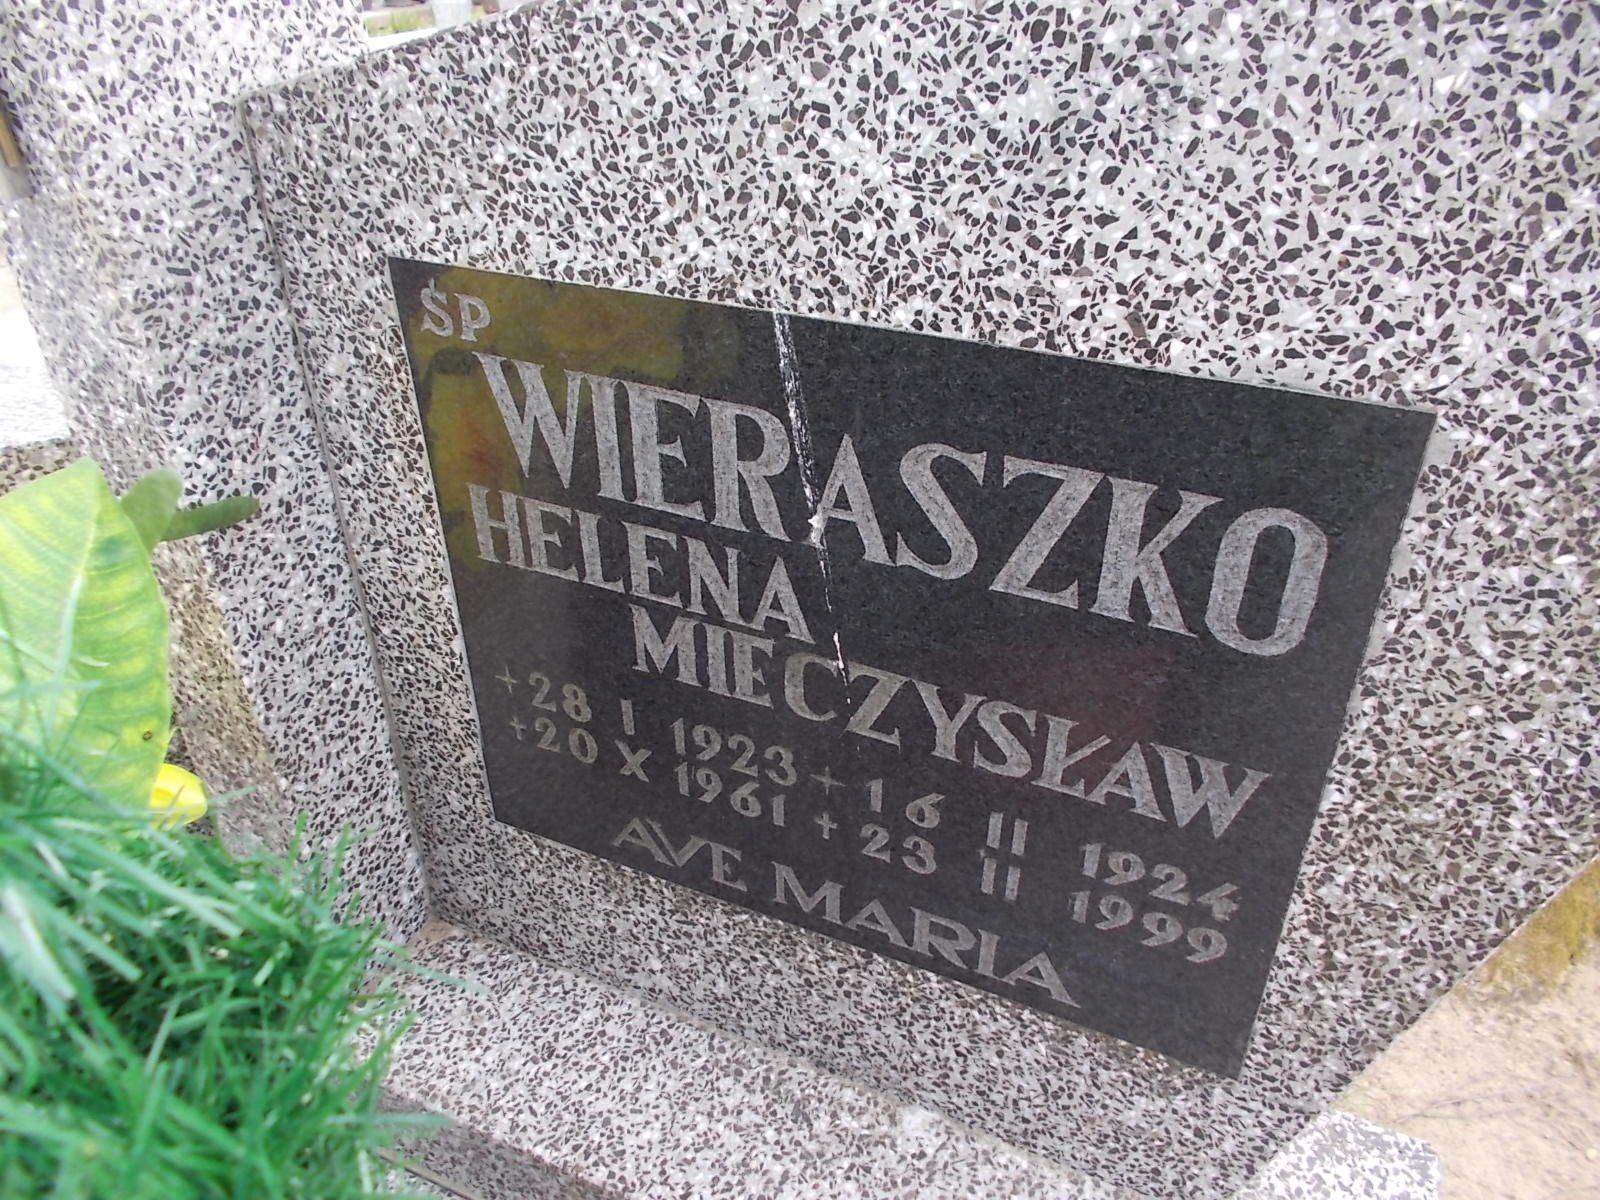 ŚP
WIERASZKO
HELENA
MIECZYSŁAW
+28 I 1923 + 16 II 1924
+20 X 1961 + 23 II 1999
AVE MARIA